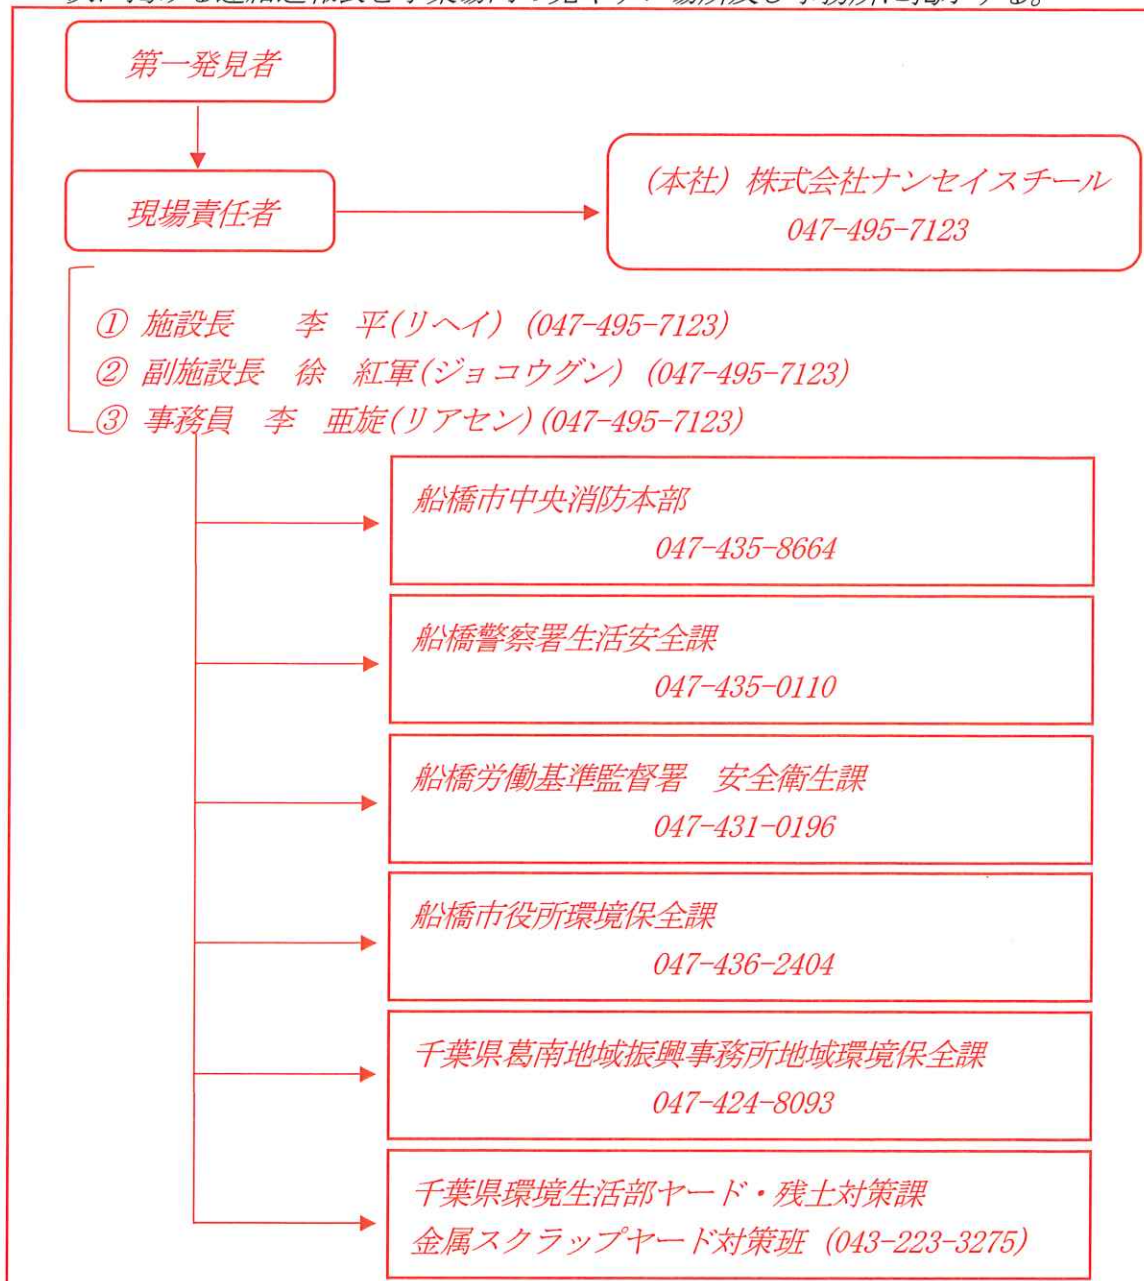 第一発見者
現場責任者
(本社) 株式会社ナンセイスチール
047-495-7123
① 施設長　李　平(リヘイ) (047-495-7123)
② 副施設長　徐　紅軍(ジョコウグン) (047-495-7123)
③ 事務員　李　亜旋(リアセン)(047-495-7123)
船橋市中央消防本部
047-435-8664
船橋警察署生活安全課
047-435-0110
船橋労働基準監督署　安全衛生課
047-431-0196
船橋市役所環境保全課
047-436-2404
千葉県葛南地域振興事務所地域環境保全課
047-424-8093
千葉県環境生活部ヤード・残土対策課
金属スクラップヤード対策班 (043-223-3275)